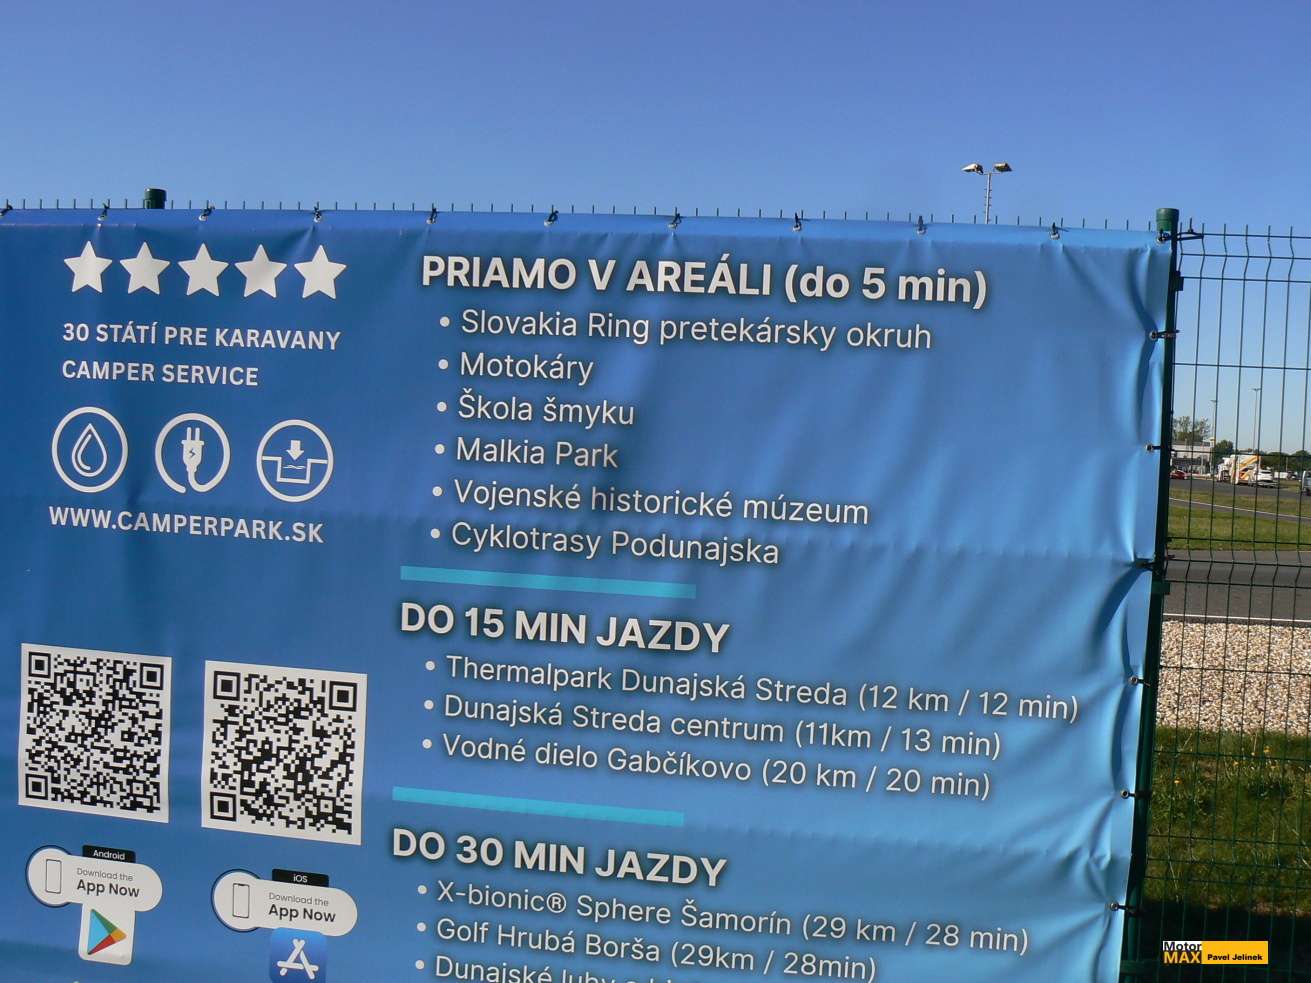 30 STÁTÍ PRE KARAVANY
CAMPER SERVICE
WWW.CAMPERPARK.SK
Android
Download the
App Now
iOS
Download the
App Now
PRIAMO V AREÁLI (do 5 min)
• Slovakia Ring pretekársky okruh
• Motokáry
• Škola šmyku
• Malkia Park
• Vojenské historické múzeum
• Cyklotrasy Podunajska
DO 15 MIN JAZDY
• Thermalpark Dunajská Streda (12 km / 12 min)
• Dunajská Streda centrum (11km / 13 min)
• Vodné dielo Gabčíkovo (20 km / 20 min)
DO 30 MIN JAZDY
• X-bionic® Sphere Šamorín (29 km / 28 min)
• Golf Hrubá Borša (29km / 28min)
• Dunajské luhy
Motor
MAX Pavel Jelinek